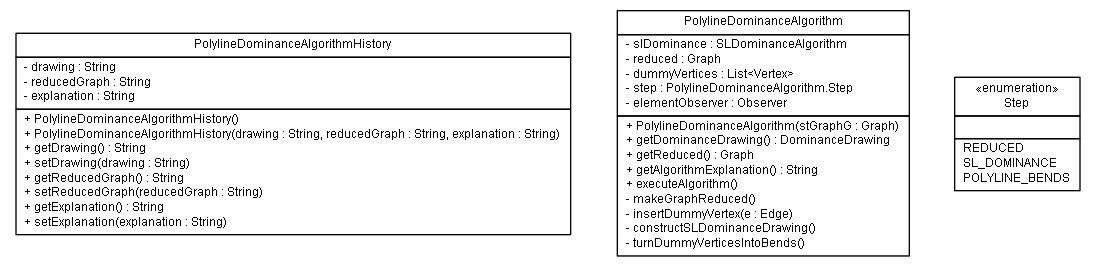 PolylineDominanceAlgorithmHistory
- drawing : String
- reducedGraph : String
- explanation : String
+ PolylineDominanceAlgorithmHistory()
+ PolylineDominanceAlgorithmHistory(drawing : String, reducedGraph : String, explanation : String)
+ getDrawing() : String
+ setDrawing(drawing : String)
+ getReducedGraph() : String
+ setReducedGraph(reducedGraph : String)
+ getExplanation() : String
+ setExplanation(explanation : String)
PolylineDominanceAlgorithm
- slDominance : SLDominanceAlgorithm
- reduced : Graph
- dummyVertices : List<Vertex>
- step : PolylineDominanceAlgorithm.Step
- elementObserver : Observer
+ PolylineDominanceAlgorithm(stGraphG : Graph)
+ getDominanceDrawing() : DominanceDrawing
+ getReduced() : Graph
+ getAlgorithmExplanation() : String
+ executeAlgorithm()
- makeGraphReduced()
- insertDummyVertex(e : Edge)
- constructSLDominanceDrawing()
- turnDummyVerticesIntoBends()
«enumeration»
Step
REDUCED
SL_DOMINANCE
POLYLINE_BENDS